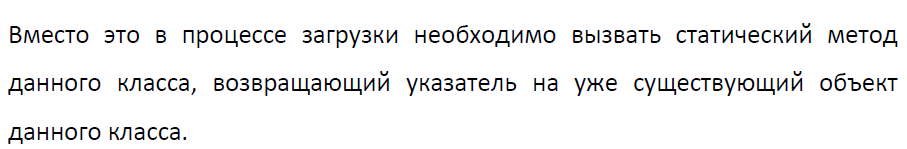 Вместо это в процессе загрузки необходимо вызвать статический метод
данного класса, возвращающий указатель на уже существующий объект
данного класса.